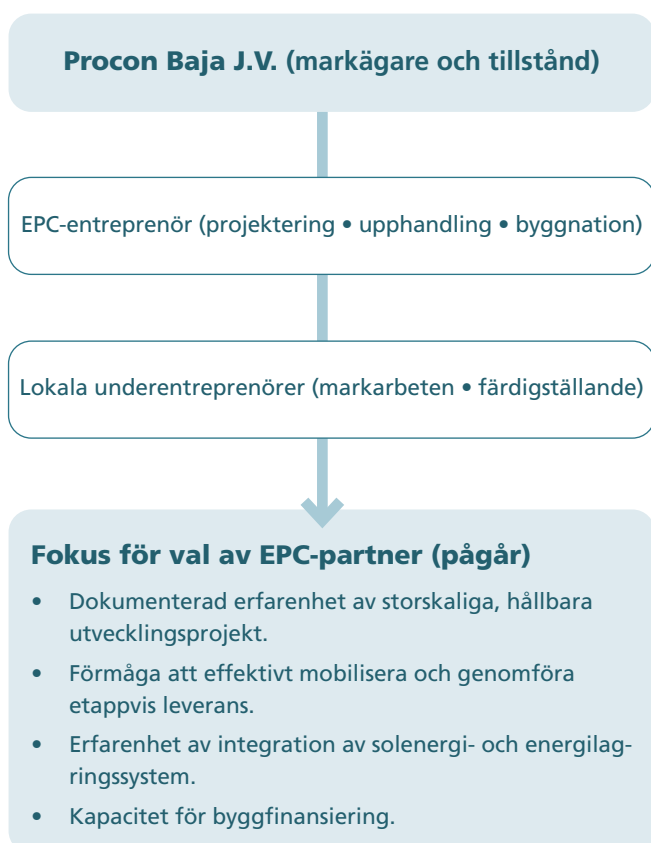 Procon Baja J.V. (markägare och tillstånd)
EPC-entreprenör (projektering • upphandling • byggnation)
Lokala underentreprenörer (markarbeten • färdigställande)
Fokus för val av EPC-partner (pågår)
• Dokumenterad erfarenhet av storskaliga, hållbara
utvecklingsprojekt.
• Förmåga att effektivt mobilisera och genomföra
etappvis leverans.
• Erfarenhet av integration av solenergi- och energilag-
ringssystem.
• Kapacitet för byggfinansiering.